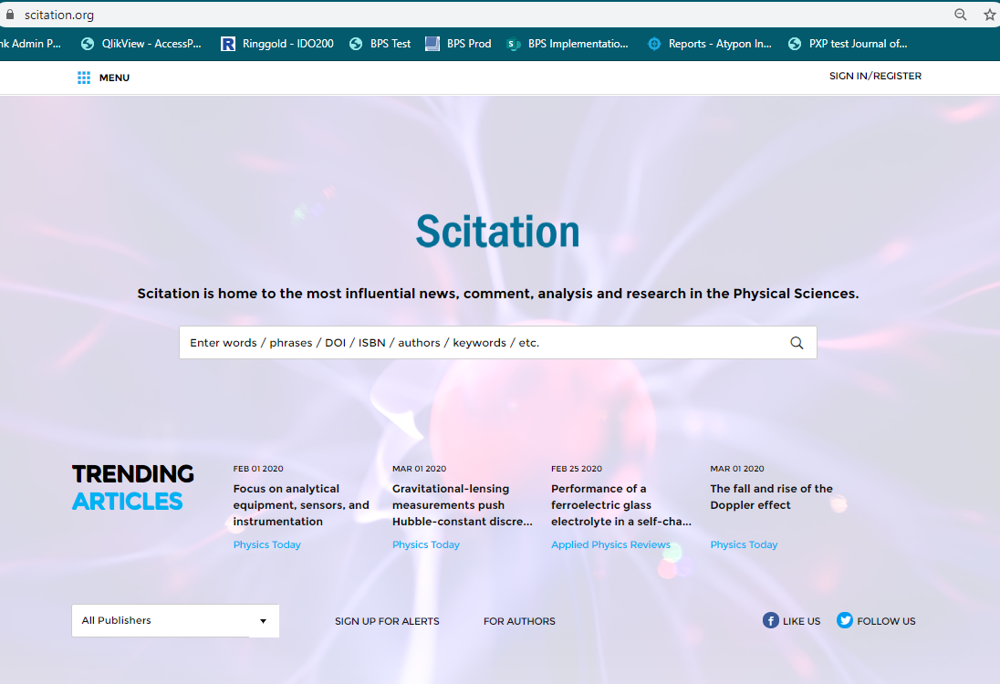 scitation.org
nk Admin P...
QlikView - AccessP...
Ringgold - IDO200
BPS Test
BPS Prod
BPS Implementatio...
Reports - Atypon In...
PXP test Journal of...
MENU
SIGN IN/REGISTER
Scitation
Scitation is home to the most influential news, comment, analysis and research in the Physical Sciences.
Enter words / phrases / DOI / ISBN / authors / keywords / etc.
TRENDING
ARTICLES
FEB 01 2020
Focus on analytical
equipment, sensors, and
instrumentation
Physics Today
MAR 01 2020
Gravitational-lensing
measurements push
Hubble-constant discre...
Physics Today
FEB 25 2020
Performance of a
ferroelectric glass
electrolyte in a self-cha...
Applied Physics Reviews
MAR 01 2020
The fall and rise of the
Doppler effect
Physics Today
All Publishers
SIGN UP FOR ALERTS
FOR AUTHORS
LIKE US
FOLLOW US